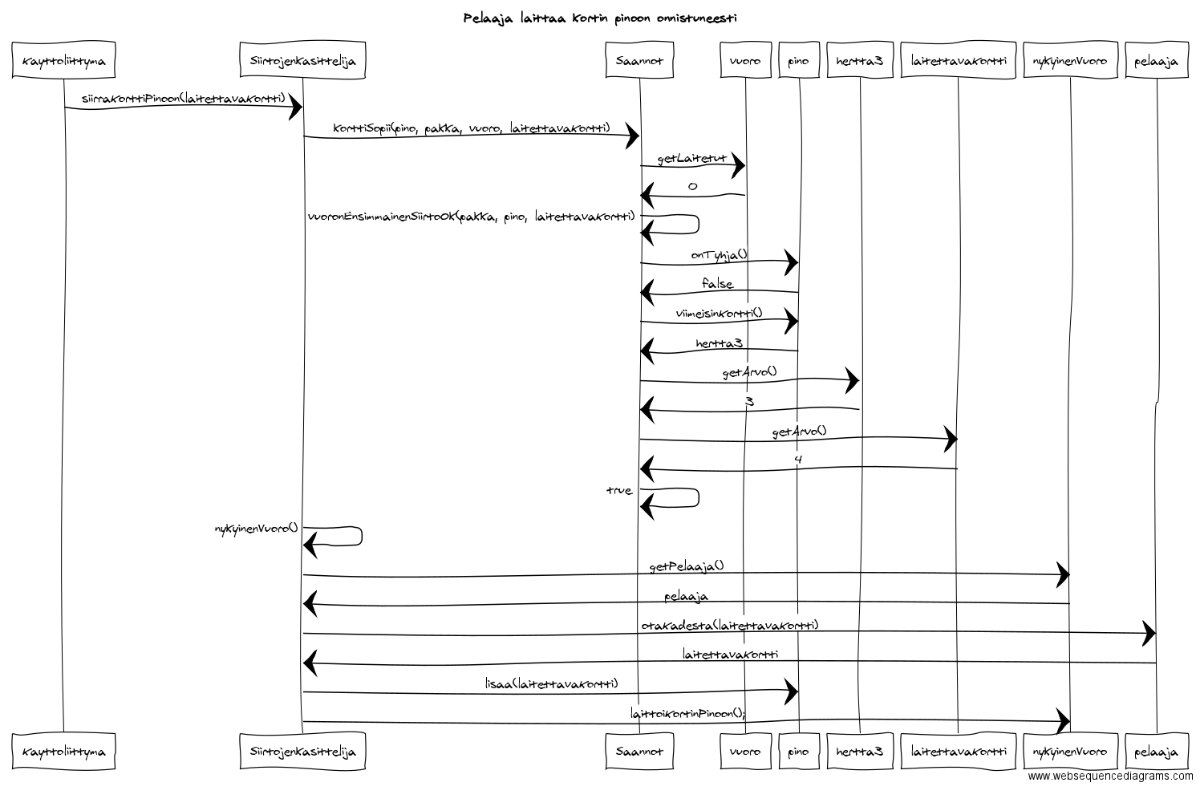 Pelaaja laittaa kortin pinoon onnistuneesti
kayttoliittyma SiirtojenKasittelija Saannot vuoro pino hertta3 laitettavakortti nykyinenVuoro pelaaja
siirrakorttiPinoon(laitettavakortti)
korttiSopii(pino, pakka, vuoro, laitettavakortti)
getLaitetut
0
vuoronEnsimmainenSiirtoOk(pakka, pino, laitettavakortti)
onTyhja()
false
viimeisinkortti()
hertta3
getArvo()
3
getArvo()
4
true
nykyinenVuoro()
getPelaaja()
pelaaja
otakadesta(laitettavakortti)
laitettavakortti
lisaa(laitettavakortti)
laittoikortinPinoon();
kayttoliittyma SiirtojenKasittelija Saannot vuoro pino hertta3 laitettavakortti nykyinenVuoro pelaaja
www.websequencediagrams.com